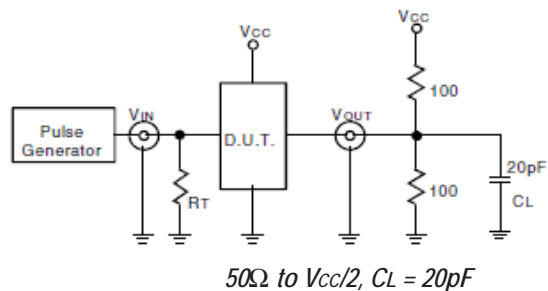 VCC
VCC
100
VIN
VOUT
Pulse
Generator
D.U.T.
20pF
RT
100
CL
50Ω to VCC/2, CL = 20pF